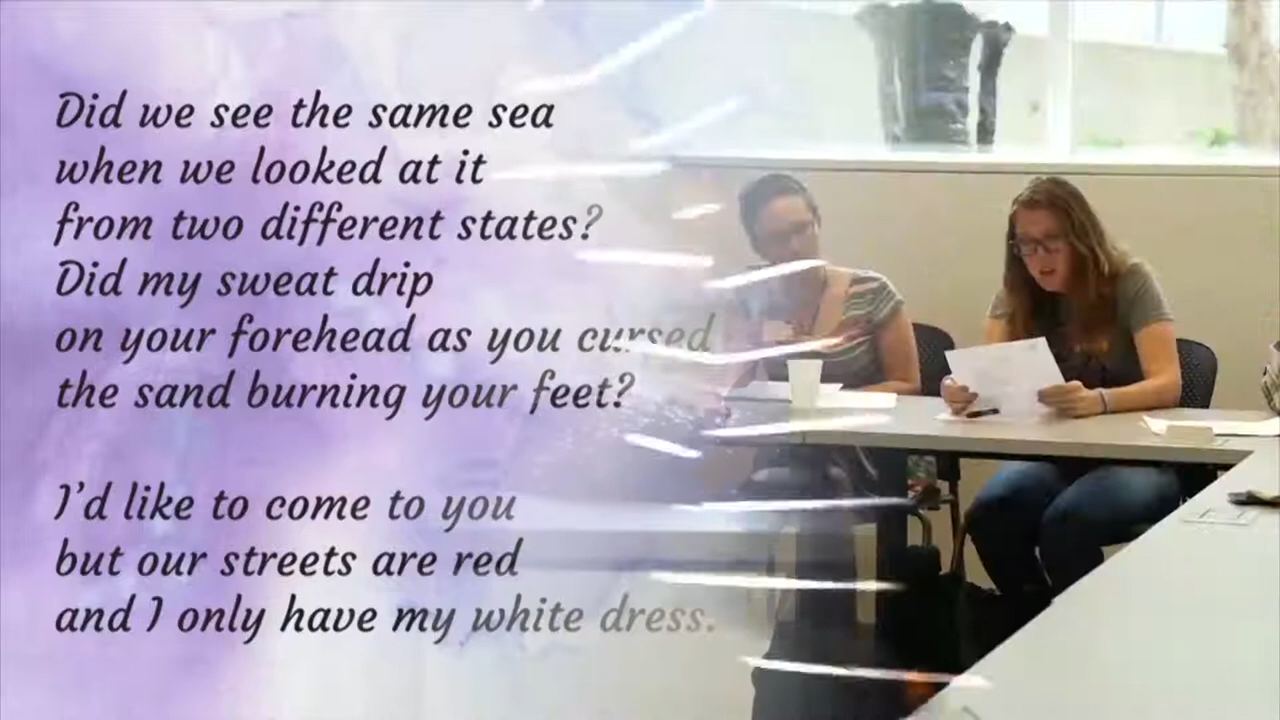 Did we see the same sea
when we looked at it
from two different states?
Did my sweat drip
on your forehead as you cursed
the sand burning your feet?
I'd like to come to you
but our streets are red
and I only have my white dress.